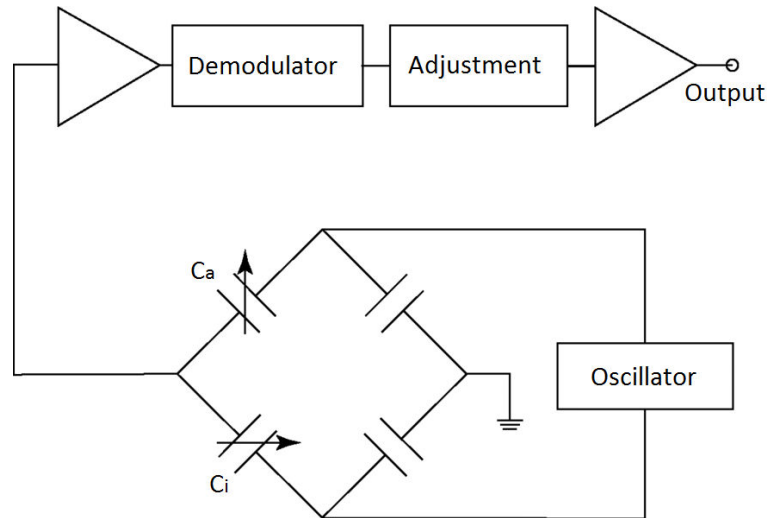 Demodulator
Adjustment
Output
Ca
Oscillator
Ci